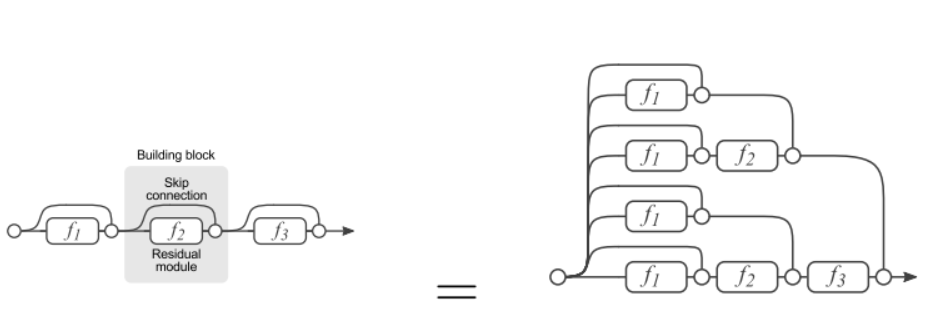 Building block
Skip
connection
f1 f2 f3
Residual
module
=
f1
f1 f2
f1
f1 f2 f3